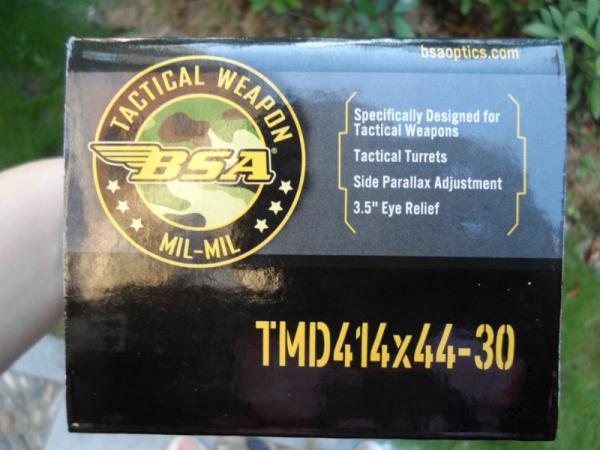 bsaoptics.com
TACTICAL WEAPON
BSA®
MIL-MIL
Specifically Designed for
Tactical Weapons
Tactical Turrets
Side Parallax Adjustment
3.5" Eye Relief
TMD414x44-30